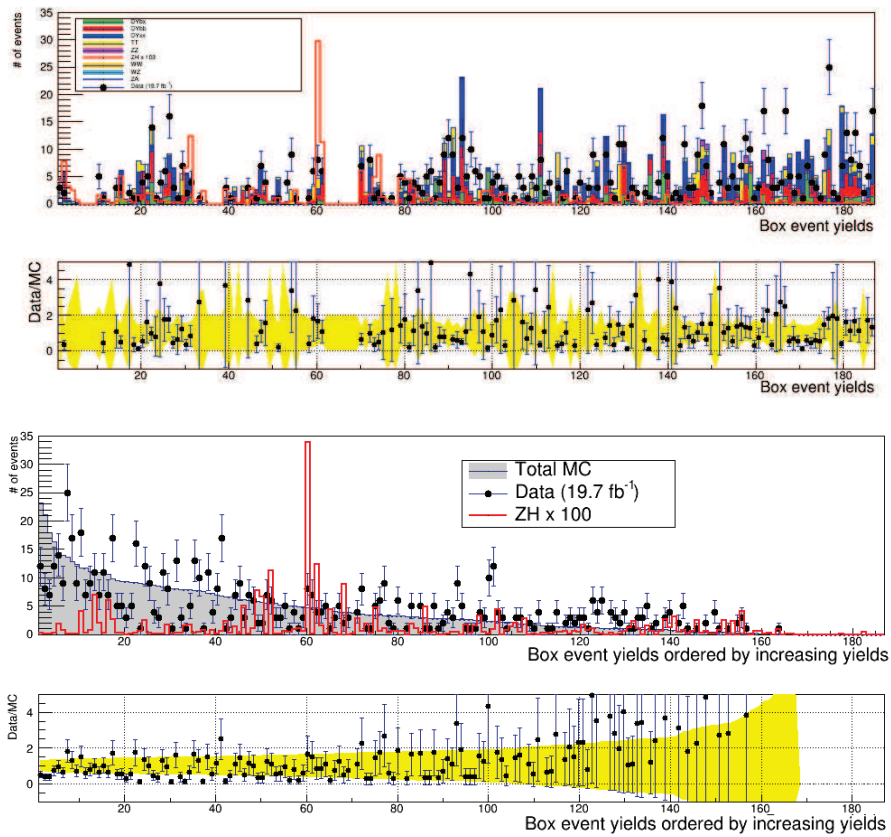 # of events
35
30
25
20
15
10
5
0
DYbx
DYbb
DYxx
TT
ZZ
ZH x 100
WW
WZ
ZA
Data (19.7 fb⁻¹)
20 40 60 80 100 120 140 160 180
Box event yields
Data/MC
4
2
0
20 40 60 80 100 120 140 160 180
Box event yields
# of events
35
30
25
20
15
10
5
0
Total MC
Data (19.7 fb⁻¹)
ZH x 100
20 40 60 80 100 120 140 160 180
Box event yields ordered by increasing yields
Data/MC
4
2
0
20 40 60 80 100 120 140 160 180
Box event yields ordered by increasing yields